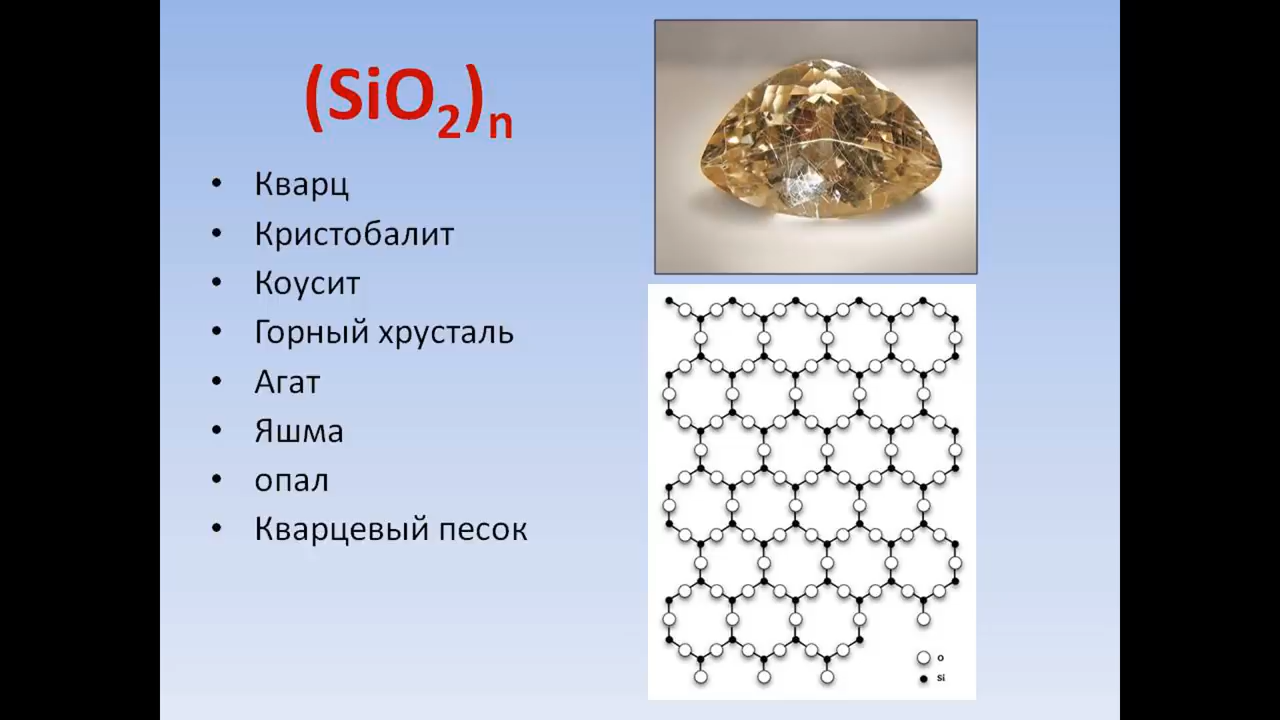 (SiO₂)ₙ
• Кварц
• Кристобалит
• Коусит
• Горный хрусталь
• Агат
• Яшма
• опал
• Кварцевый песок
O
Si